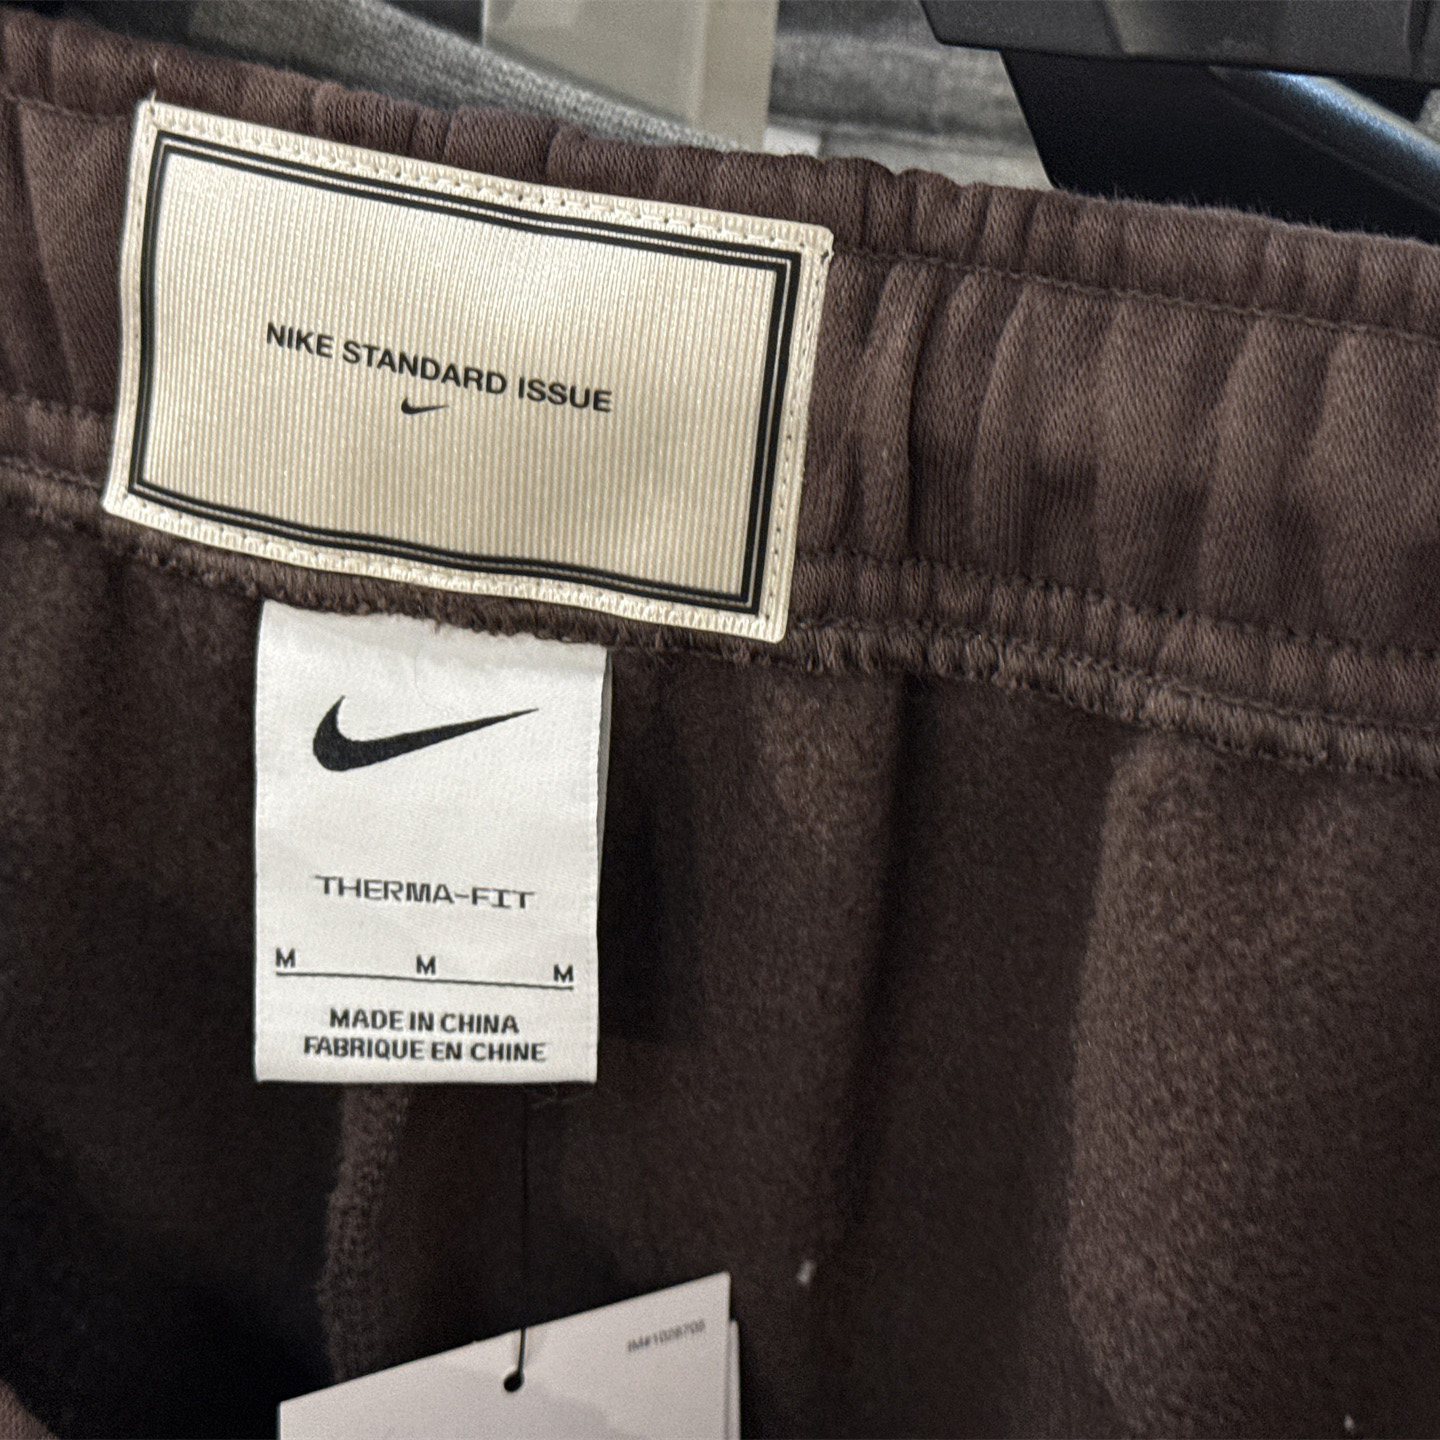 NIKE STANDARD ISSUE
THERMA-FIT
M M M
MADE IN CHINA
FABRIQUE EN CHINE